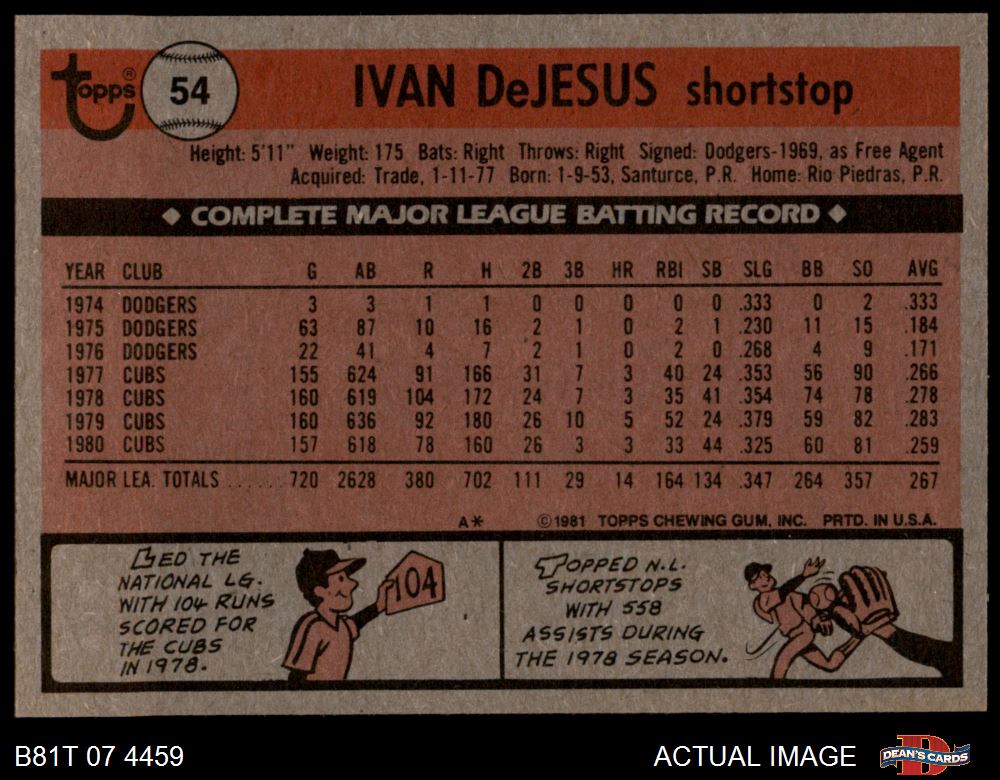 topps®
54
IVAN DeJESUS shortstop
Height: 5'11" Weight: 175 Bats: Right Throws: Right Signed: Dodgers-1969, as Free Agent
Acquired: Trade, 1-11-77 Born: 1-9-53, Santurce, P.R. Home: Rio Piedras, P.R.
◆ COMPLETE MAJOR LEAGUE BATTING RECORD ◆
YEAR CLUB G AB R H 2B 3B HR RBI SB SLG BB SO AVG
1974 DODGERS 3 3 1 1 0 0 0 0 0 .333 0 2 .333
1975 DODGERS 63 87 10 16 2 1 0 2 1 .230 11 15 .184
1976 DODGERS 22 41 4 7 2 1 0 2 0 .268 4 9 .171
1977 CUBS 155 624 91 166 31 7 3 40 24 .353 56 90 .266
1978 CUBS 160 619 104 172 24 7 3 35 41 .354 74 78 .278
1979 CUBS 160 636 92 180 26 10 5 52 24 .379 59 82 .283
1980 CUBS 157 618 78 160 26 3 3 33 44 .325 60 81 .259
MAJOR LEA. TOTALS ..... 720 2628 380 702 111 29 14 164 134 .347 264 357 267
A* ©1981 TOPPS CHEWING GUM, INC. PRTD. IN U.S.A.
LED THE
NATIONAL LG.
WITH 104 RUNS
SCORED FOR
THE CUBS
IN 1978.
104
TOPPED N.L.
SHORTSTOPS
WITH 558
ASSISTS DURING
THE 1978 SEASON.
B81T 07 4459
ACTUAL IMAGE
DEAN'S CARDS